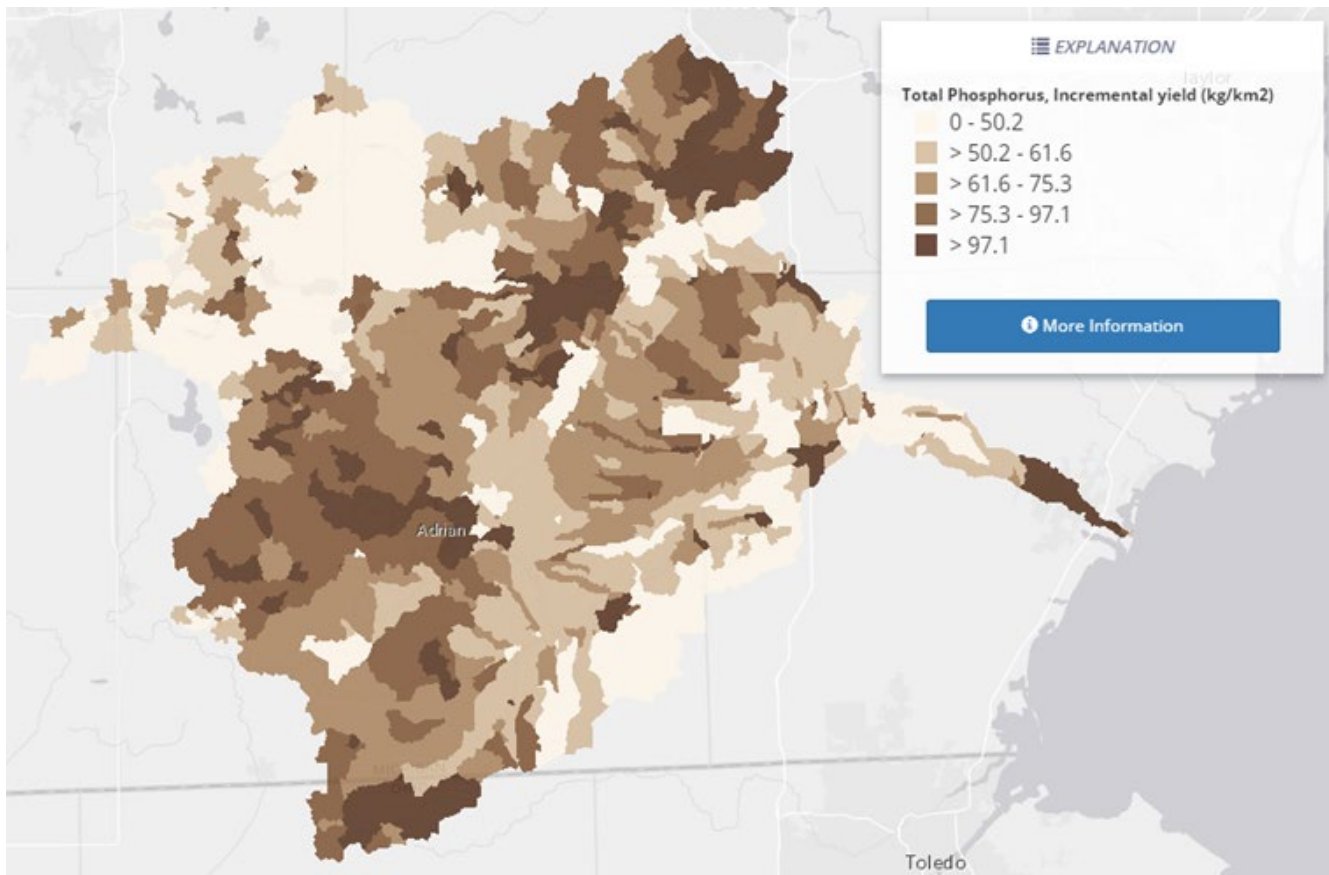 EXPLANATION
Taylor
Total Phosphorus, Incremental yield (kg/km2)
0 - 50.2
> 50.2 - 61.6
> 61.6 - 75.3
> 75.3 - 97.1
> 97.1
More Information
Adrian
Toledo